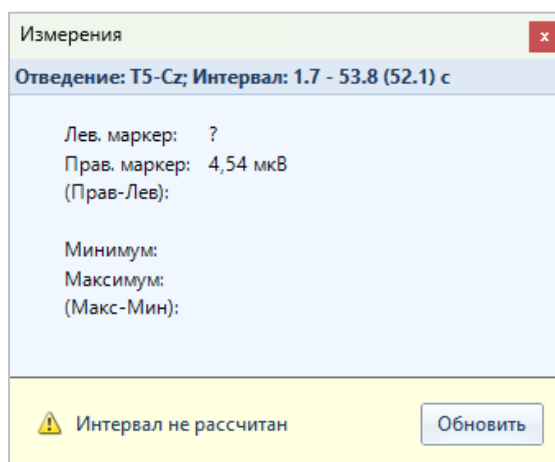 Измерения
x
Отведение: T5-Cz; Интервал: 1.7 - 53.8 (52.1) с
Лев. маркер: ?
Прав. маркер: 4,54 мкВ
(Прав-Лев):
Минимум:
Максимум:
(Макс-Мин):
Интервал не рассчитан
Обновить